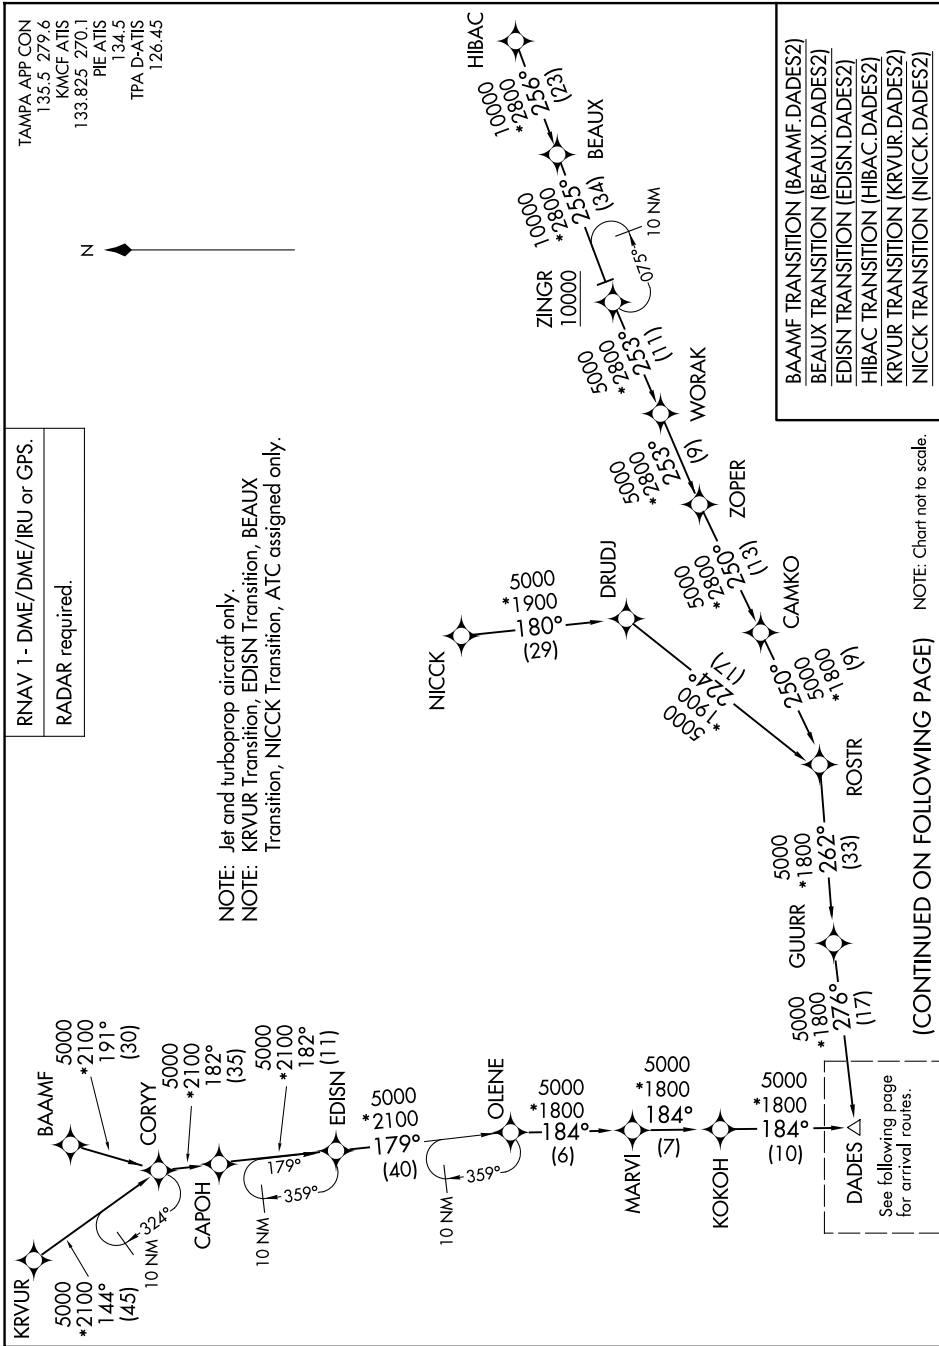 TAMPA APP CON
135.5 279.6
KMCF ATIS
133.825 270.1
PIE ATIS
134.5
TPA D-ATIS
126.45
RNAV 1 - DME/DME/IRU or GPS.
RADAR required.
N
NOTE: Jet and turboprop aircraft only.
NOTE: KRVUR Transition, EDISN Transition, BEAUX
Transition, NICCK Transition, ATC assigned only.
KRVUR
5000
*2100
144°
(45)
BAAMF
5000
*2100
191°
(30)
CORYY
10 NM
324°
5000
*2100
182°
(35)
CAPOH
5000
*2100
182°
(11)
10 NM
179°
359°
EDISN
5000
*2100
179°
(40)
10 NM
359°
OLENE
5000
*1800
184°
(6)
MARVI
5000
*1800
184°
(7)
KOKOH
5000
*1800
184°
(10)
DADES
See following page
for arrival routes.
HIBAC
10000
*2800
256°
(23)
BEAUX
10000
*2800
255°
(34)
ZINGR
10000
075°
10 NM
5000
*2800
253°
(11)
WORAK
5000
*2800
253°
(9)
ZOPER
5000
*2800
250°
(13)
CAMKO
250°
5000
*1800
(9)
NICCK
5000
*1900
180°
(29)
DRUDJ
5000
*1900
224°
(17)
ROSTR
5000
*1800
262°
(33)
GUURR
5000
*1800
276°
(17)
BAAMF TRANSITION (BAAMF.DADES2)
BEAUX TRANSITION (BEAUX.DADES2)
EDISN TRANSITION (EDISN.DADES2)
HIBAC TRANSITION (HIBAC.DADES2)
KRVUR TRANSITION (KRVUR.DADES2)
NICCK TRANSITION (NICCK.DADES2)
(CONTINUED ON FOLLOWING PAGE)
NOTE: Chart not to scale.